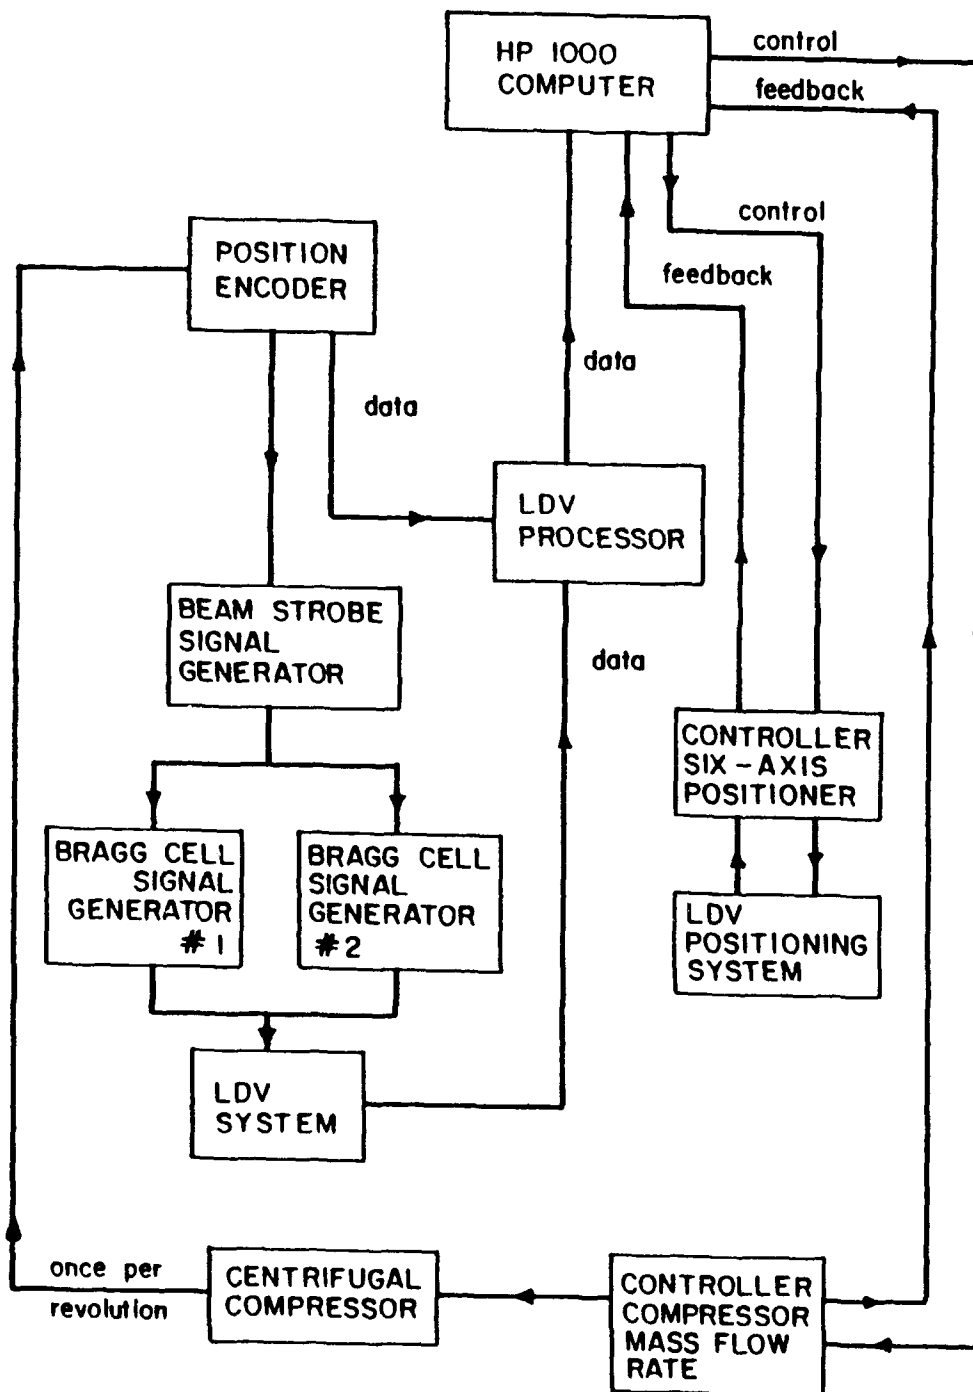 HP 1000
COMPUTER
control
feedback
control
feedback
POSITION
ENCODER
data
data
LDV
PROCESSOR
BEAM STROBE
SIGNAL
GENERATOR
data
CONTROLLER
SIX-AXIS
POSITIONER
BRAGG CELL
SIGNAL
GENERATOR
#1
BRAGG CELL
SIGNAL
GENERATOR
#2
LDV
POSITIONING
SYSTEM
LDV
SYSTEM
once per
revolution
CENTRIFUGAL
COMPRESSOR
CONTROLLER
COMPRESSOR
MASS FLOW
RATE